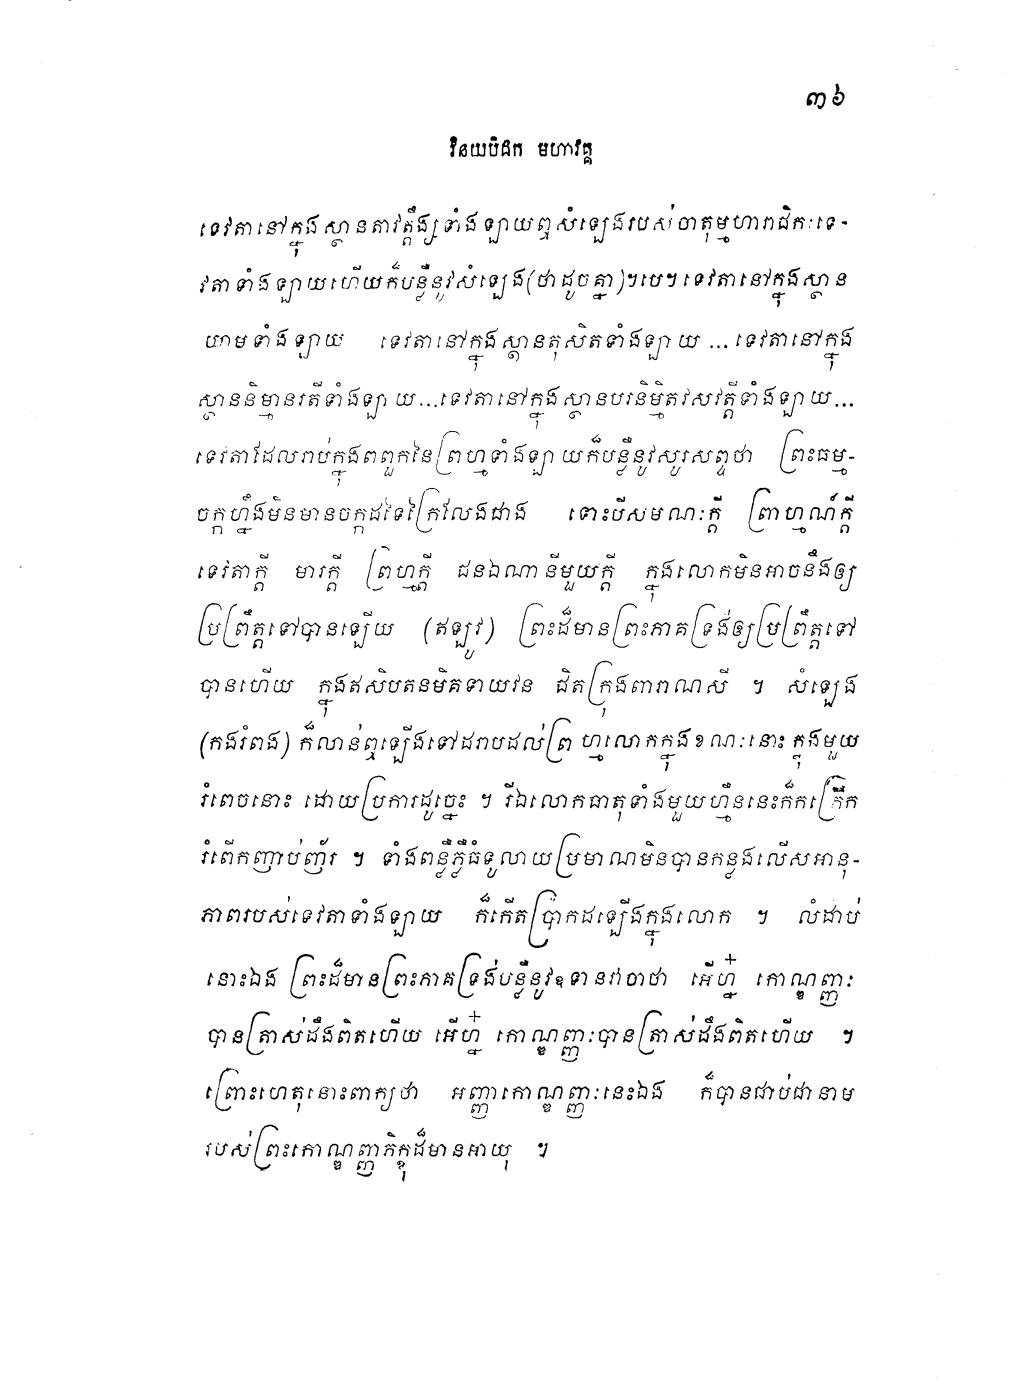 ៣៦
វិនយបិដក មហាវគ្គ
ទេវតានៅក្នុងស្ថានតាវត្តឹង្សទាំងឡាយឮសំឡេងរបស់ចាតុម្មហារាជិកៈទេ-
វតាទាំងឡាយហើយក៏បន្លឺនូវសំឡេង(ថាដូចគ្នា)។បេ។ទេវតានៅក្នុងស្ថាន
យាមទាំងឡាយ ទេវតានៅក្នុងស្ថានតុសិតទាំងឡាយ ... ទេវតានៅក្នុង
ស្ថាននិម្មានរតីទាំងឡាយ...ទេវតានៅក្នុងស្ថានបរនិម្មិតវសវត្តីទាំងឡាយ...
ទេវតាដែលរាប់ក្នុងពពួកនៃព្រហ្មទាំងឡាយក៏បន្លឺនូវសូរសព្ទថា ព្រះធម្ម-
ចក្កហ្នឹងមិនមានចក្កដទៃក្រៃលែងជាង ទោះបីសមណៈក្តី ព្រាហ្មណ៍ក្តី
ទេវតាក្តី មារក្តី ព្រហ្មក្តី ជនឯណានីមួយក្តី ក្នុងលោកមិនអាចនឹងឲ្យ
ប្រព្រឹត្តទៅបានឡើយ (ឥឡូវ) ព្រះដ៏មានព្រះភាគទ្រង់ឲ្យប្រព្រឹត្តទៅ
បានហើយ ក្នុងឥសិបតនមិគទាយវន ជិតក្រុងពារាណសី ។ សំឡេង
(កងរំពង) ក៏លាន់ឮឡើងទៅដរាបដល់ព្រហ្មលោកក្នុងខណៈនោះ ក្នុងមួយ
រំពេចនោះ ដោយប្រការដូច្នេះ ។ រីឯលោកធាតុទាំងមួយហ្មឺននេះក៏កក្រើក
រំពើកញាប់ញ័រ ។ ទាំងពន្លឺភ្លឺធំទូលាយប្រមាណមិនបានកន្លងលើសអានុ-
ភាពរបស់ទេវតាទាំងឡាយ ក៏កើតប្រាកដឡើងក្នុងលោក ។ លំដាប់
នោះឯង ព្រះដ៏មានព្រះភាគទ្រង់បន្លឺនូវឧទានវាចាថា អើហ្ន៎ កោណ្ឌញ្ញៈ
បានត្រាស់ដឹងពិតហើយ អើហ្ន៎ កោណ្ឌញ្ញៈបានត្រាស់ដឹងពិតហើយ ។
ព្រោះហេតុនោះពាក្យថា អញ្ញាកោណ្ឌញ្ញៈនេះឯង ក៏បានជាប់ជានាម
របស់ព្រះកោណ្ឌញ្ញភិក្ខុដ៏មានអាយុ ។